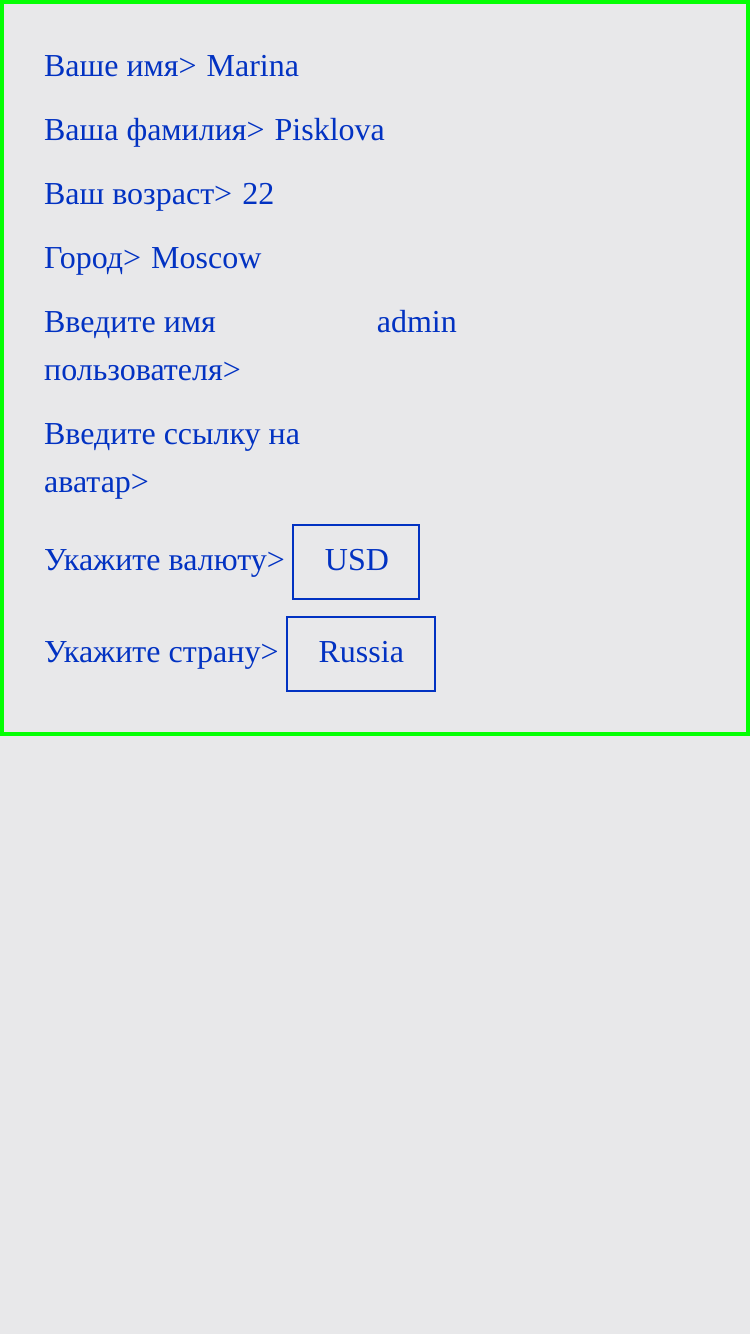 Ваше имя> Marina
Ваша фамилия> Pisklova
Ваш возраст> 22
Город> Moscow
Введите имя admin
пользователя>
Введите ссылку на
аватар>
Укажите валюту> USD
Укажите страну> Russia